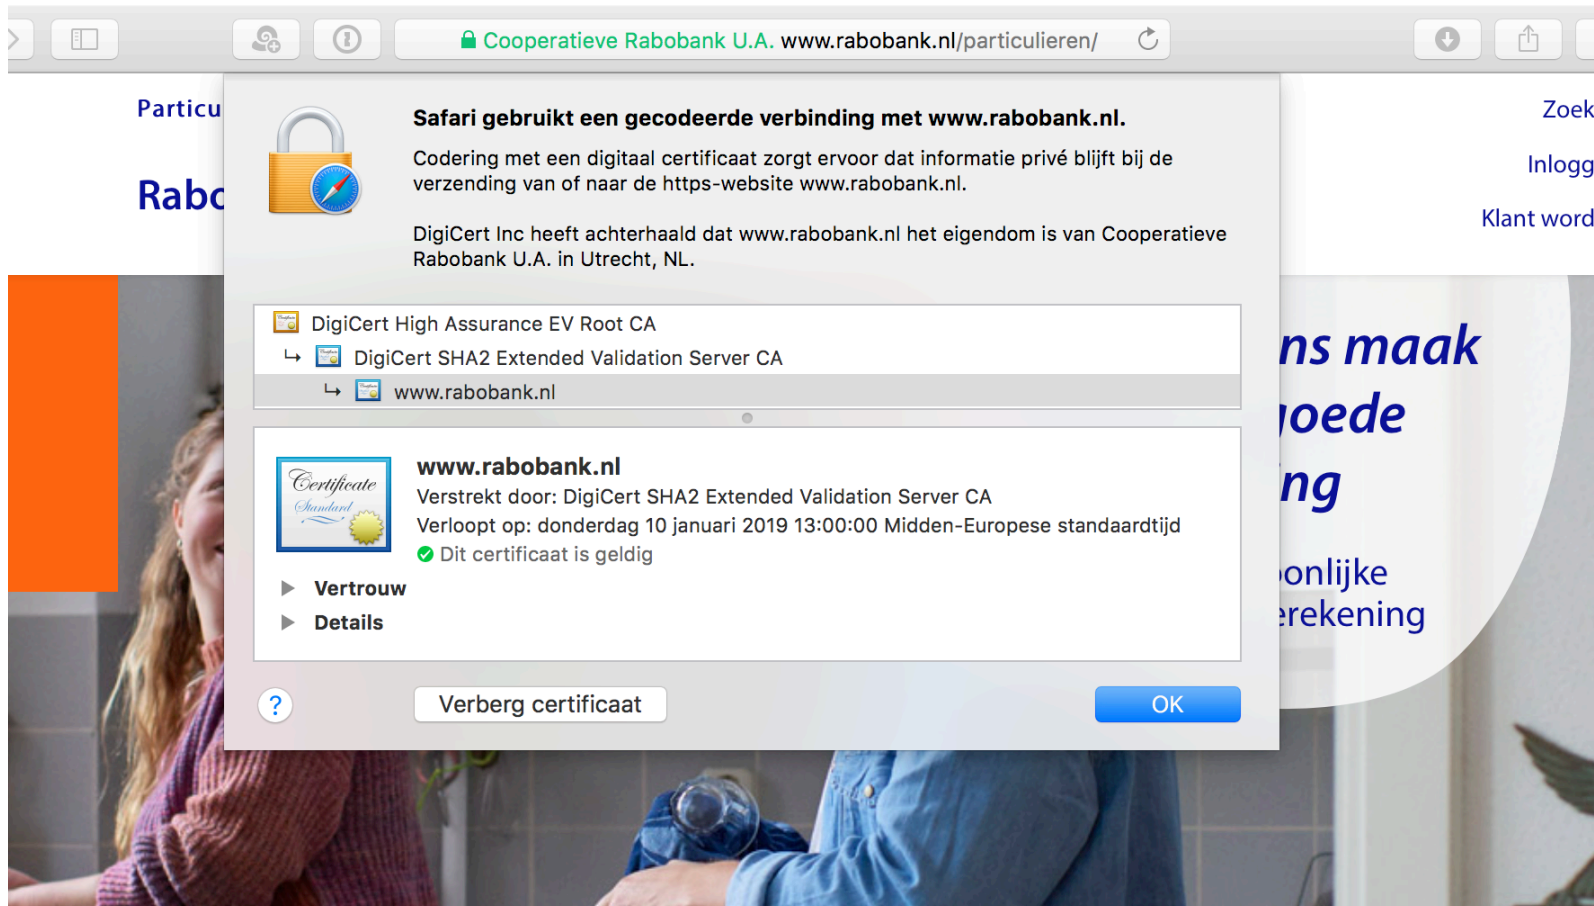 Cooperatieve Rabobank U.A. www.rabobank.nl/particulieren/
Particu
Zoek
Inlogg
Rabo
Klant word
Safari gebruikt een gecodeerde verbinding met www.rabobank.nl.
Codering met een digitaal certificaat zorgt ervoor dat informatie privé blijft bij de
verzending van of naar de https-website www.rabobank.nl.
DigiCert Inc heeft achterhaald dat www.rabobank.nl het eigendom is van Cooperatieve
Rabobank U.A. in Utrecht, NL.
DigiCert High Assurance EV Root CA
DigiCert SHA2 Extended Validation Server CA
www.rabobank.nl
ns maak
goede
ng
onlijke
erekening
Certificate
Standard
www.rabobank.nl
Verstrekt door: DigiCert SHA2 Extended Validation Server CA
Verloopt op: donderdag 10 januari 2019 13:00:00 Midden-Europese standaardtijd
Dit certificaat is geldig
Vertrouw
Details
?
Verberg certificaat
OK